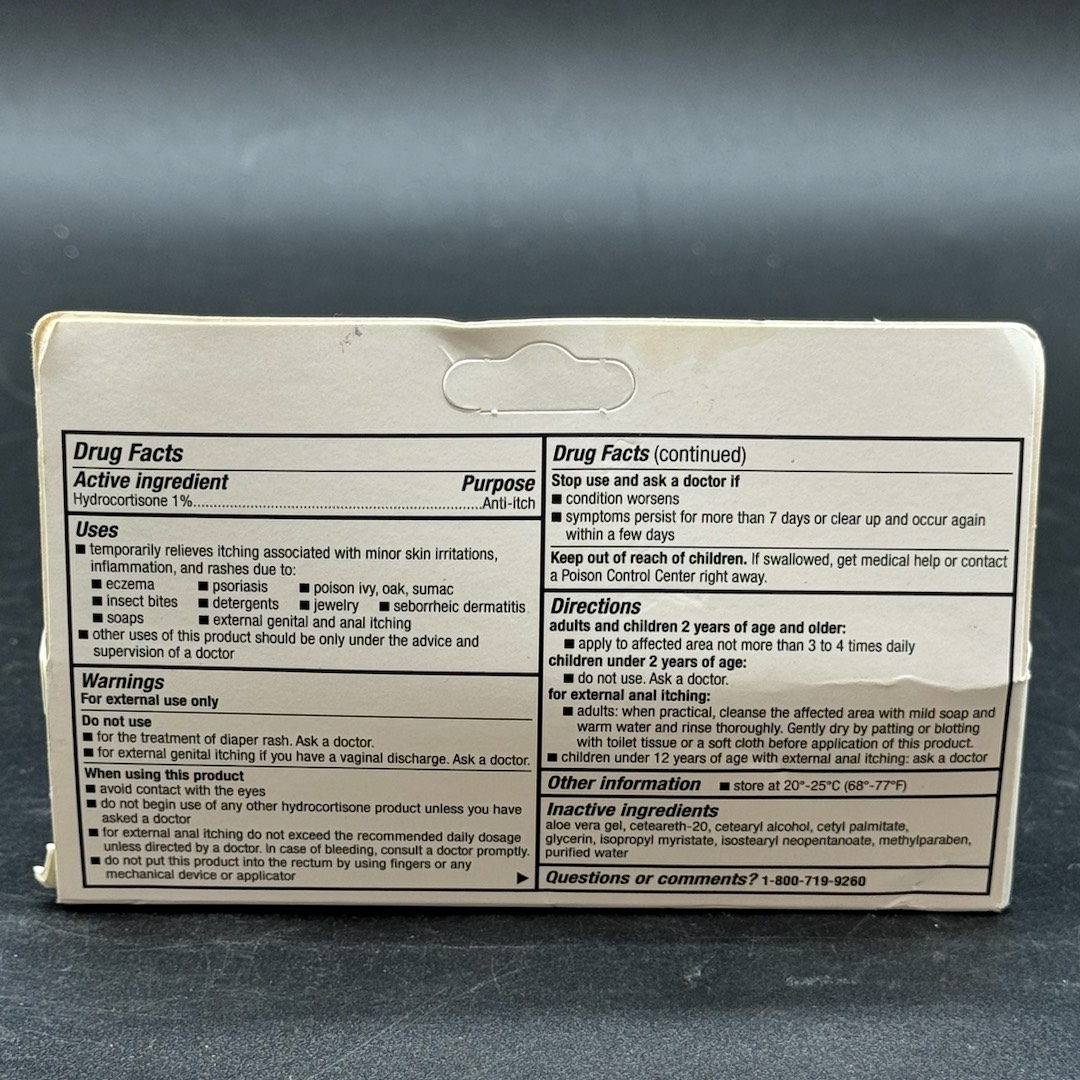 Drug Facts
Active ingredient Purpose
Hydrocortisone 1%......................................................Anti-itch
Uses
■ temporarily relieves itching associated with minor skin irritations,
inflammation, and rashes due to:
■ eczema ■ psoriasis ■ poison ivy, oak, sumac
■ insect bites ■ detergents ■ jewelry ■ seborrheic dermatitis
■ soaps ■ external genital and anal itching
■ other uses of this product should be only under the advice and
supervision of a doctor
Warnings
For external use only
Do not use
■ for the treatment of diaper rash. Ask a doctor.
■ for external genital itching if you have a vaginal discharge. Ask a doctor.
When using this product
■ avoid contact with the eyes
■ do not begin use of any other hydrocortisone product unless you have
asked a doctor
■ for external anal itching do not exceed the recommended daily dosage
unless directed by a doctor. In case of bleeding, consult a doctor promptly.
■ do not put this product into the rectum by using fingers or any
mechanical device or applicator ▶
Drug Facts (continued)
Stop use and ask a doctor if
■ condition worsens
■ symptoms persist for more than 7 days or clear up and occur again
within a few days
Keep out of reach of children. If swallowed, get medical help or contact
a Poison Control Center right away.
Directions
adults and children 2 years of age and older:
■ apply to affected area not more than 3 to 4 times daily
children under 2 years of age:
■ do not use. Ask a doctor.
for external anal itching:
■ adults: when practical, cleanse the affected area with mild soap and
warm water and rinse thoroughly. Gently dry by patting or blotting
with toilet tissue or a soft cloth before application of this product.
■ children under 12 years of age with external anal itching: ask a doctor
Other information ■ store at 20°-25°C (68°-77°F)
Inactive ingredients
aloe vera gel, ceteareth-20, cetearyl alcohol, cetyl palmitate,
glycerin, isopropyl myristate, isostearyl neopentanoate, methylparaben,
purified water
Questions or comments? 1-800-719-9260